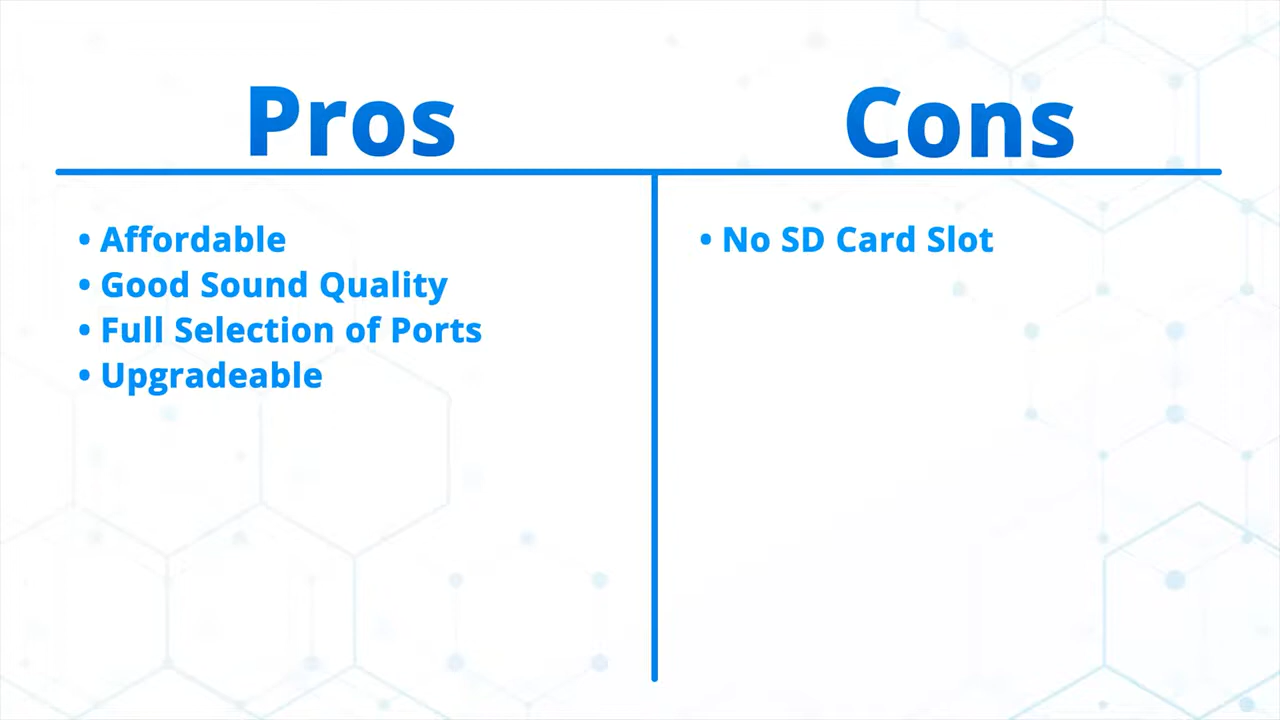 Pros
• Affordable
• Good Sound Quality
• Full Selection of Ports
• Upgradeable
Cons
• No SD Card Slot